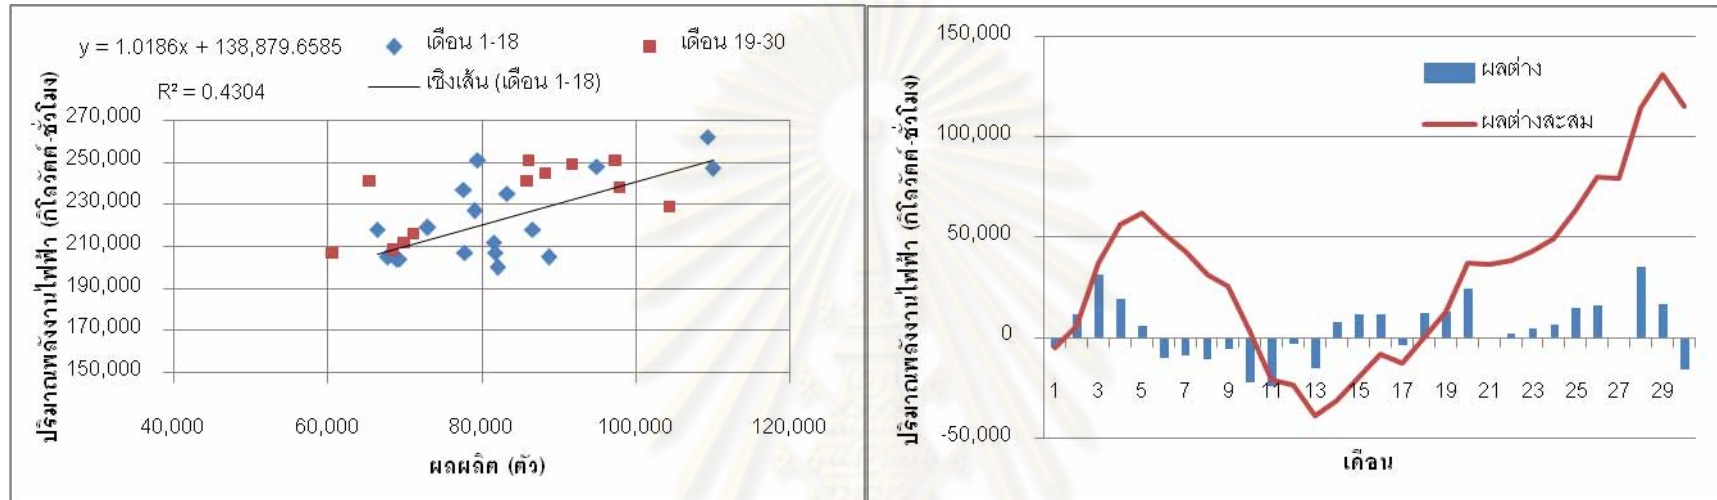 y = 1.0186x + 138,879.6585
เดือน 1-18
เดือน 19-30
R² = 0.4304
เชิงเส้น (เดือน 1-18)
ปริมาณพลังงานไฟฟ้า (กิโลวัตต์-ชั่วโมง)
270,000
250,000
230,000
210,000
190,000
170,000
150,000
40,000 60,000 80,000 100,000 120,000
ผลผลิต (ตัว)
ปริมาณพลังงานไฟฟ้า (กิโลวัตต์-ชั่วโมง)
150,000
100,000
50,000
0
-50,000
ผลต่าง
ผลต่างสะสม
1 3 5 7 9 11 13 15 17 19 21 23 25 27 29
เดือน